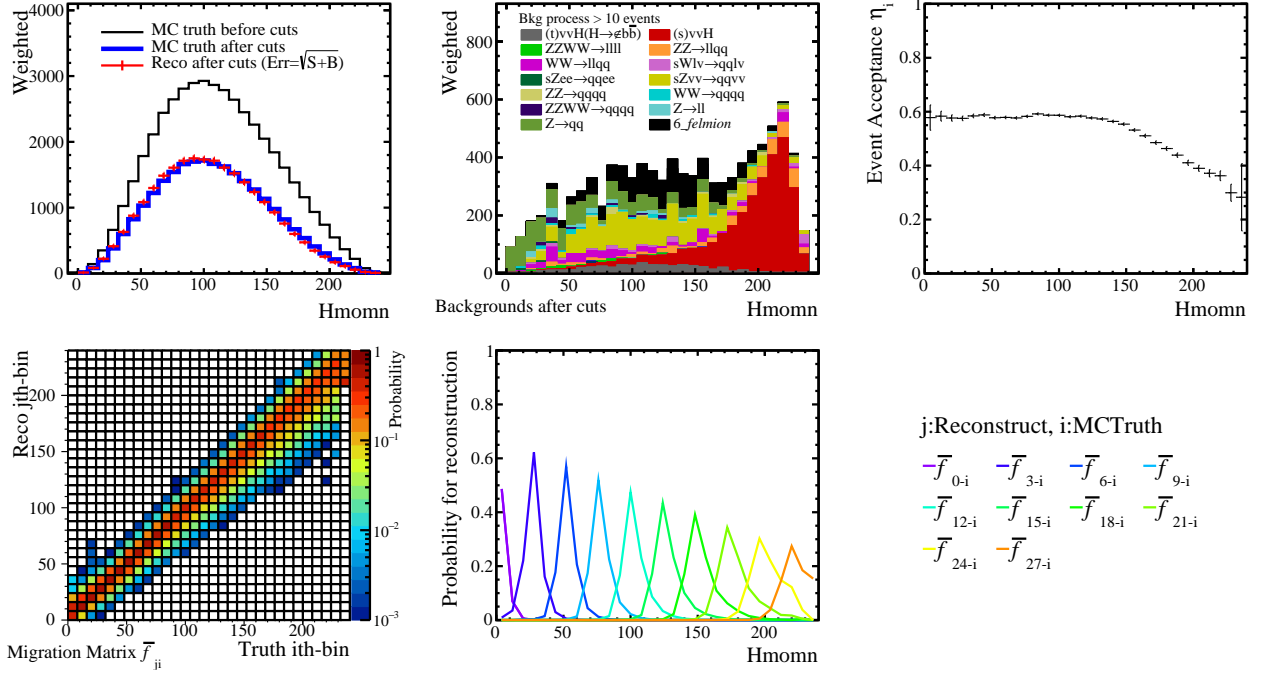 Weighted
4000
3000
2000
1000
0
MC truth before cuts
MC truth after cuts
Reco after cuts (Err=√S+B)
0 50 100 150 200
Hmomn
Weighted
800
600
400
200
0
Bkg process > 10 events
(t)vvH(H→¢b̄b) (s)vvH
ZZWW→llll ZZ→llqq
WW→llqq sWlv→qqlv
sZee→qqee sZvv→qqvv
ZZ→qqqq WW→qqqq
ZZWW→qqqq Z→ll
Z→qq 6_felmion
0 50 100 150 200
Backgrounds after cuts
Hmomn
Event Acceptance η_i
1
0.8
0.6
0.4
0.2
0
0 50 100 150 200
Hmomn
Reco jth-bin
200
150
100
50
0
0 50 100 150 200
Migration Matrix f̅_ji
Truth ith-bin
1
10⁻¹
10⁻²
10⁻³
Probability
Probability for reconstruction
1
0.8
0.6
0.4
0.2
0
0 50 100 150 200
Hmomn
j:Reconstruct, i:MCTruth
f̅ 0-i f̅ 3-i f̅ 6-i f̅ 9-i
f̅ 12-i f̅ 15-i f̅ 18-i f̅ 21-i
f̅ 24-i f̅ 27-i